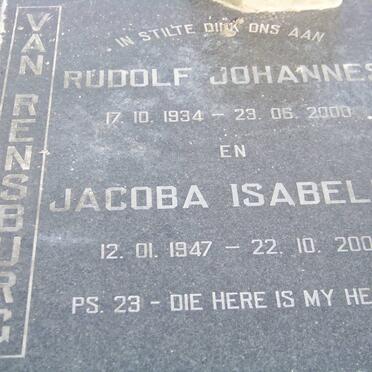 VAN RENSBURG
IN STILTE DINK ONS AAN
RUDOLF JOHANNES
17. 10. 1934 – 23. 06. 2000
EN
JACOBA ISABEL
12. 01. 1947 – 22. 10. 200
PS. 23 - DIE HERE IS MY HE